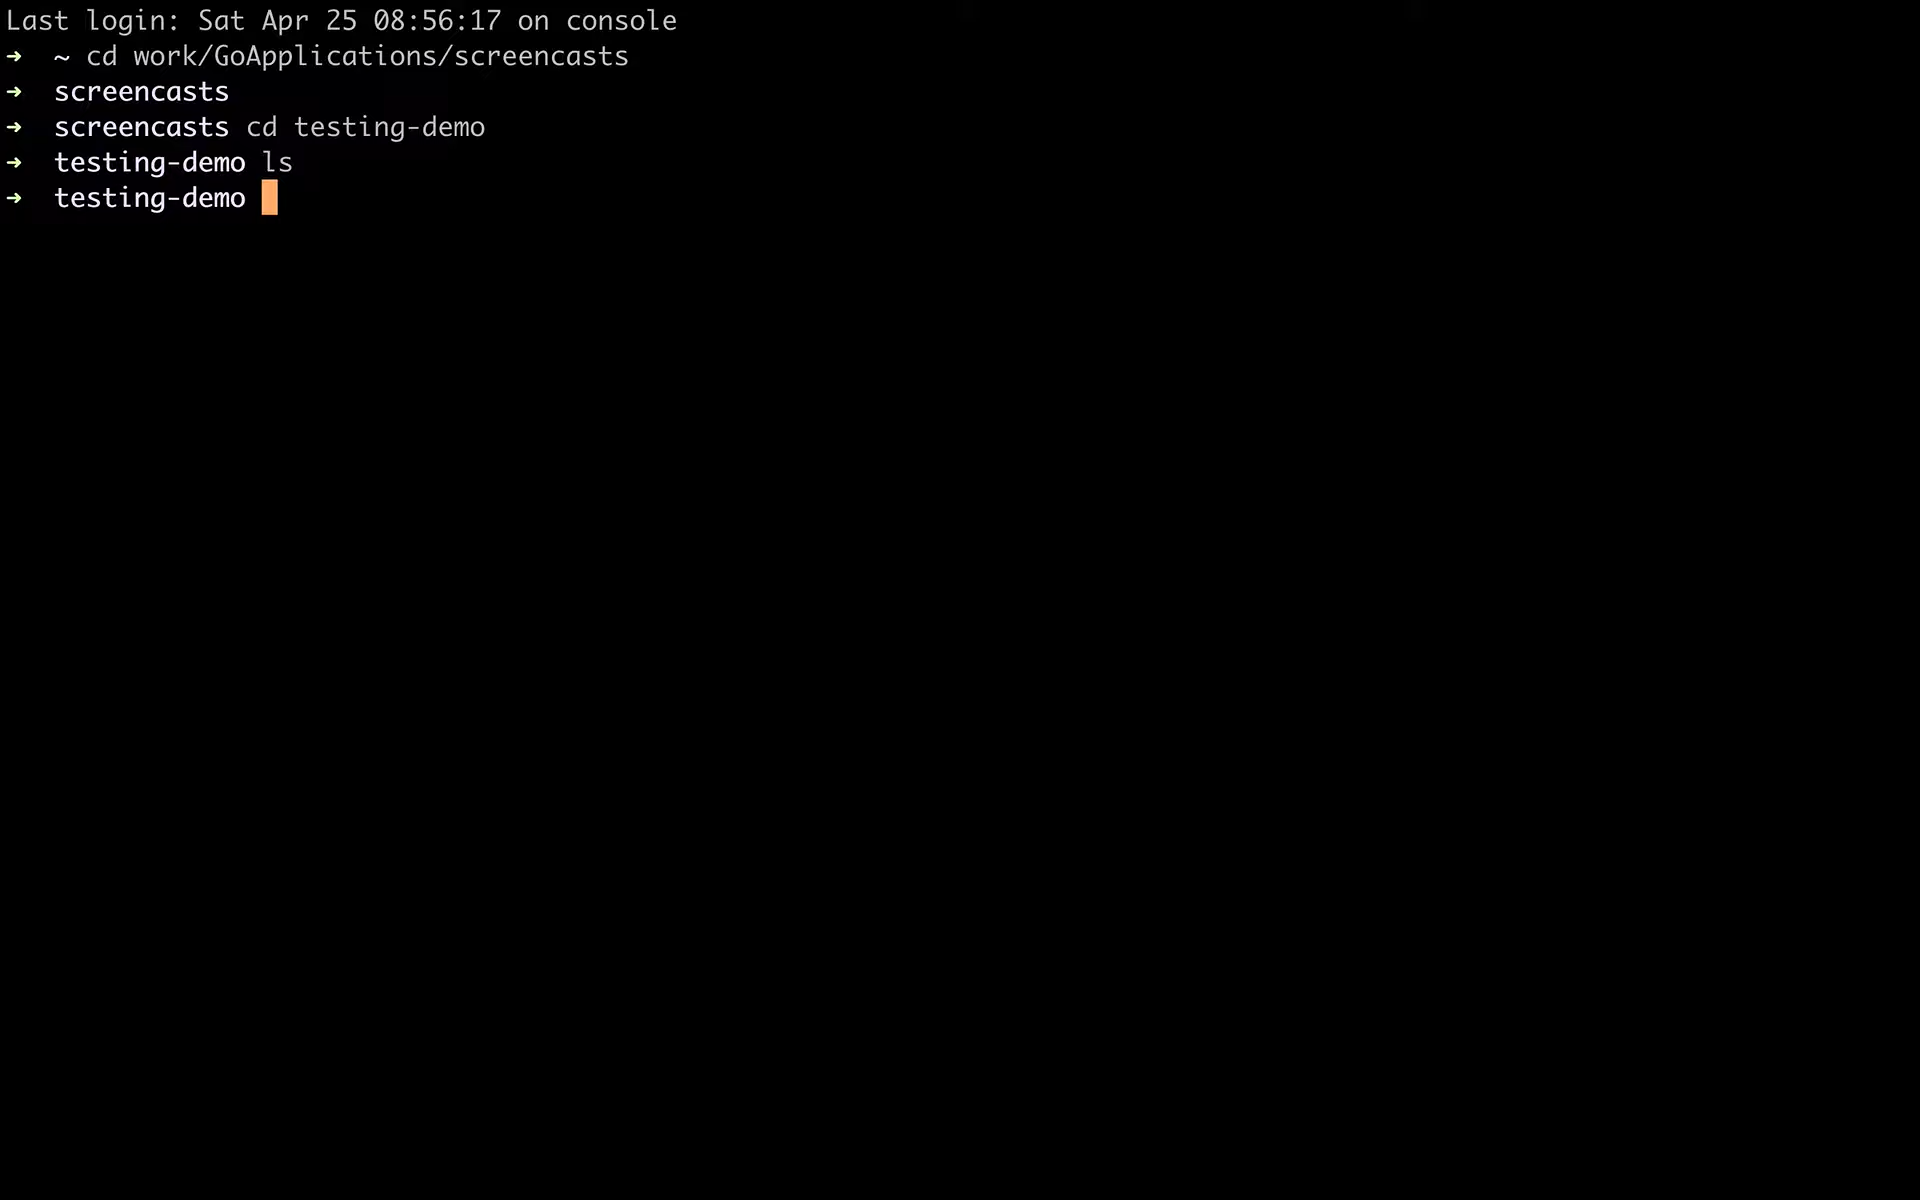 Last login: Sat Apr 25 08:56:17 on console
➜  ~ cd work/GoApplications/screencasts
➜  screencasts
➜  screencasts cd testing-demo
➜  testing-demo ls
➜  testing-demo